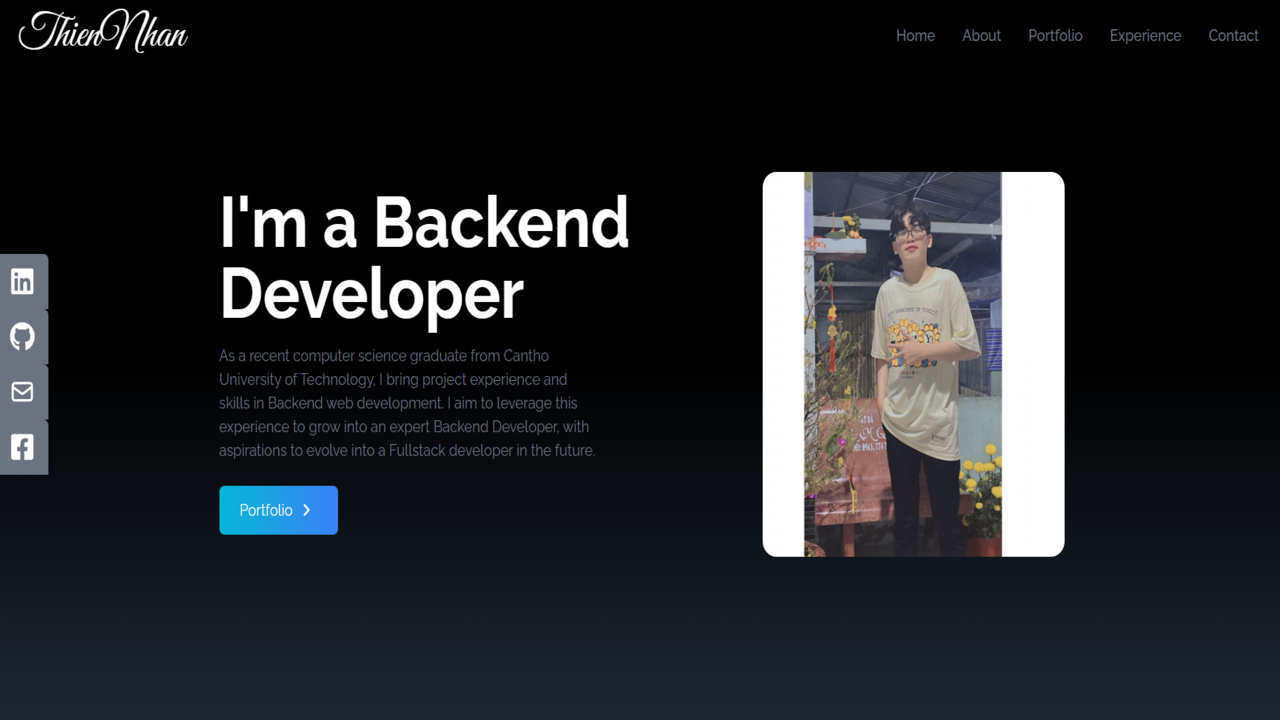 ThienNhan
Home About Portfolio Experience Contact
I'm a Backend
Developer
As a recent computer science graduate from Cantho
University of Technology, I bring project experience and
skills in Backend web development. I aim to leverage this
experience to grow into an expert Backend Developer, with
aspirations to evolve into a Fullstack developer in the future.
Portfolio
in